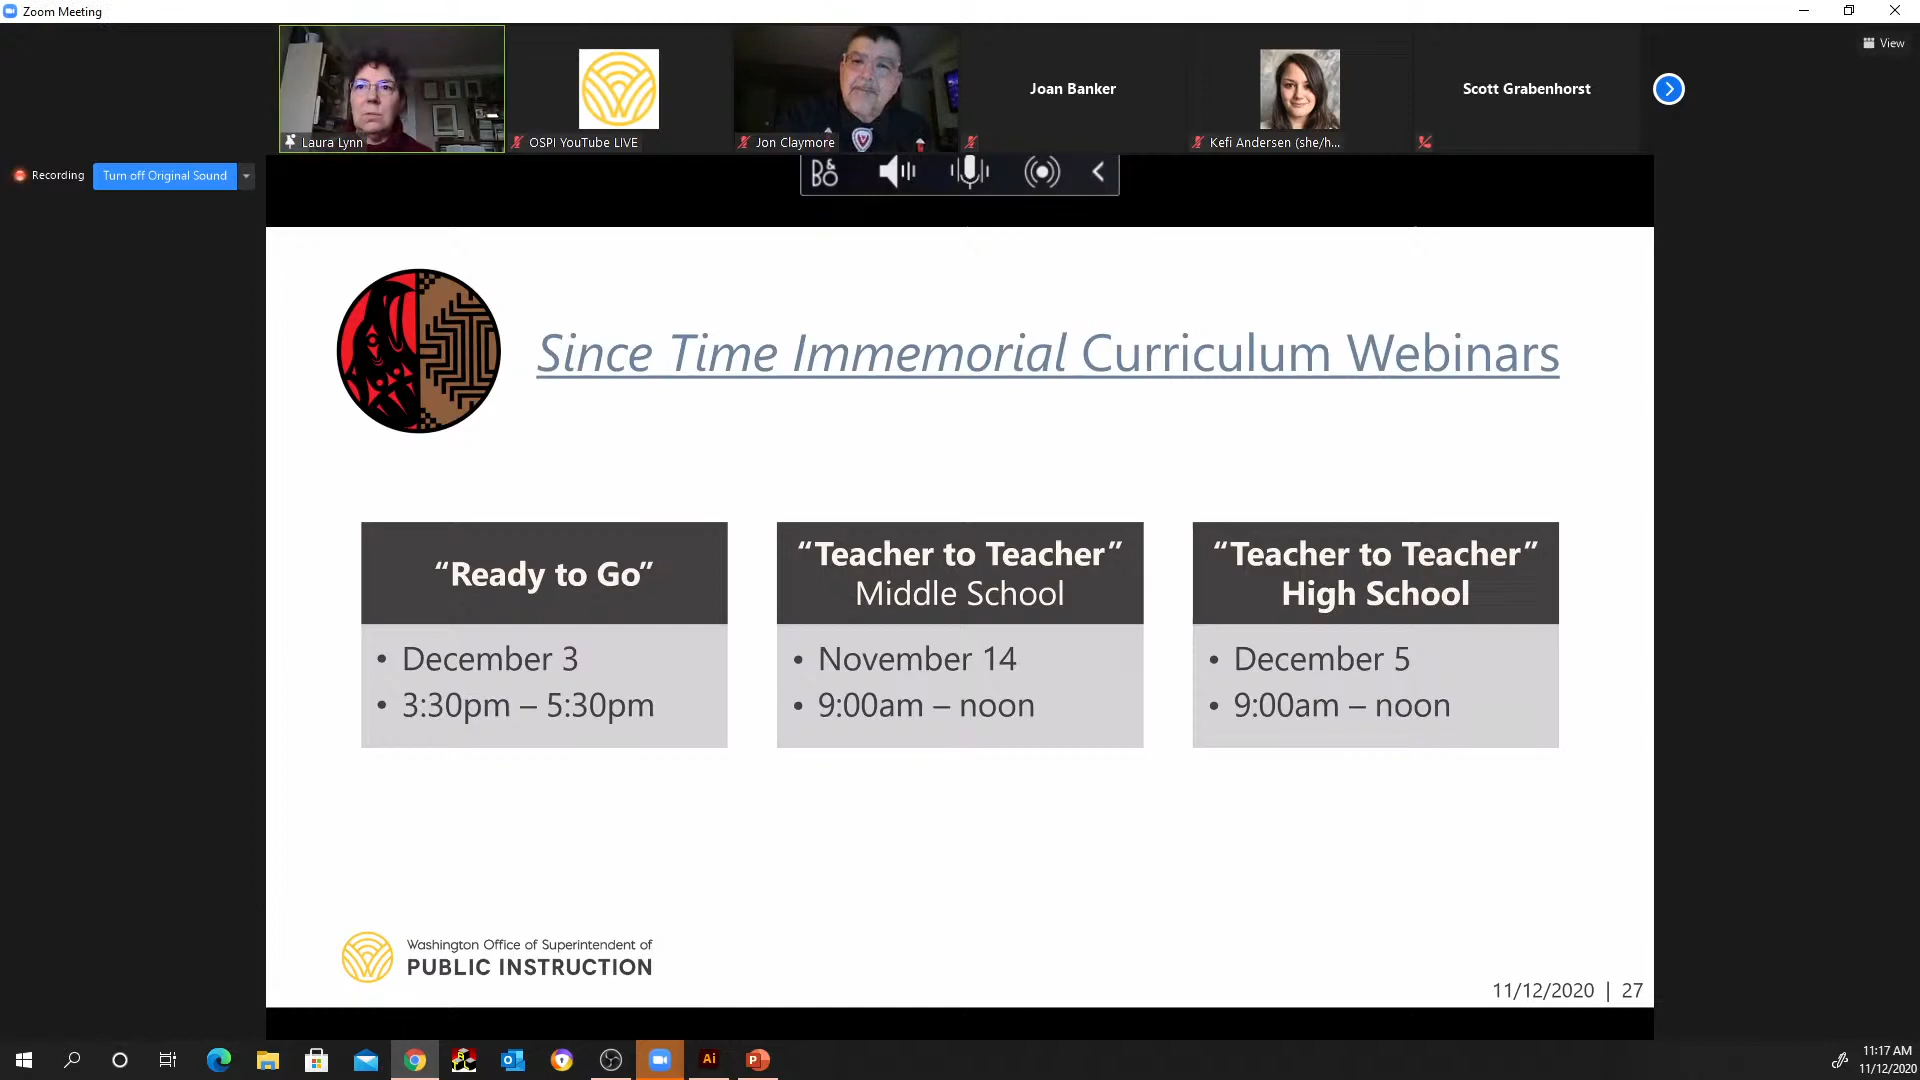 Zoom Meeting
View
Laura Lynn
OSPI YouTube LIVE
Jon Claymore
Joan Banker
Kefi Andersen (she/h...
Scott Grabenhorst
Recording
Turn off Original Sound
B&O
Since Time Immemorial Curriculum Webinars
“Ready to Go”
• December 3
• 3:30pm – 5:30pm
“Teacher to Teacher”
Middle School
• November 14
• 9:00am – noon
“Teacher to Teacher”
High School
• December 5
• 9:00am – noon
Washington Office of Superintendent of
PUBLIC INSTRUCTION
11/12/2020 | 27
Ai
11:17 AM
11/12/2020